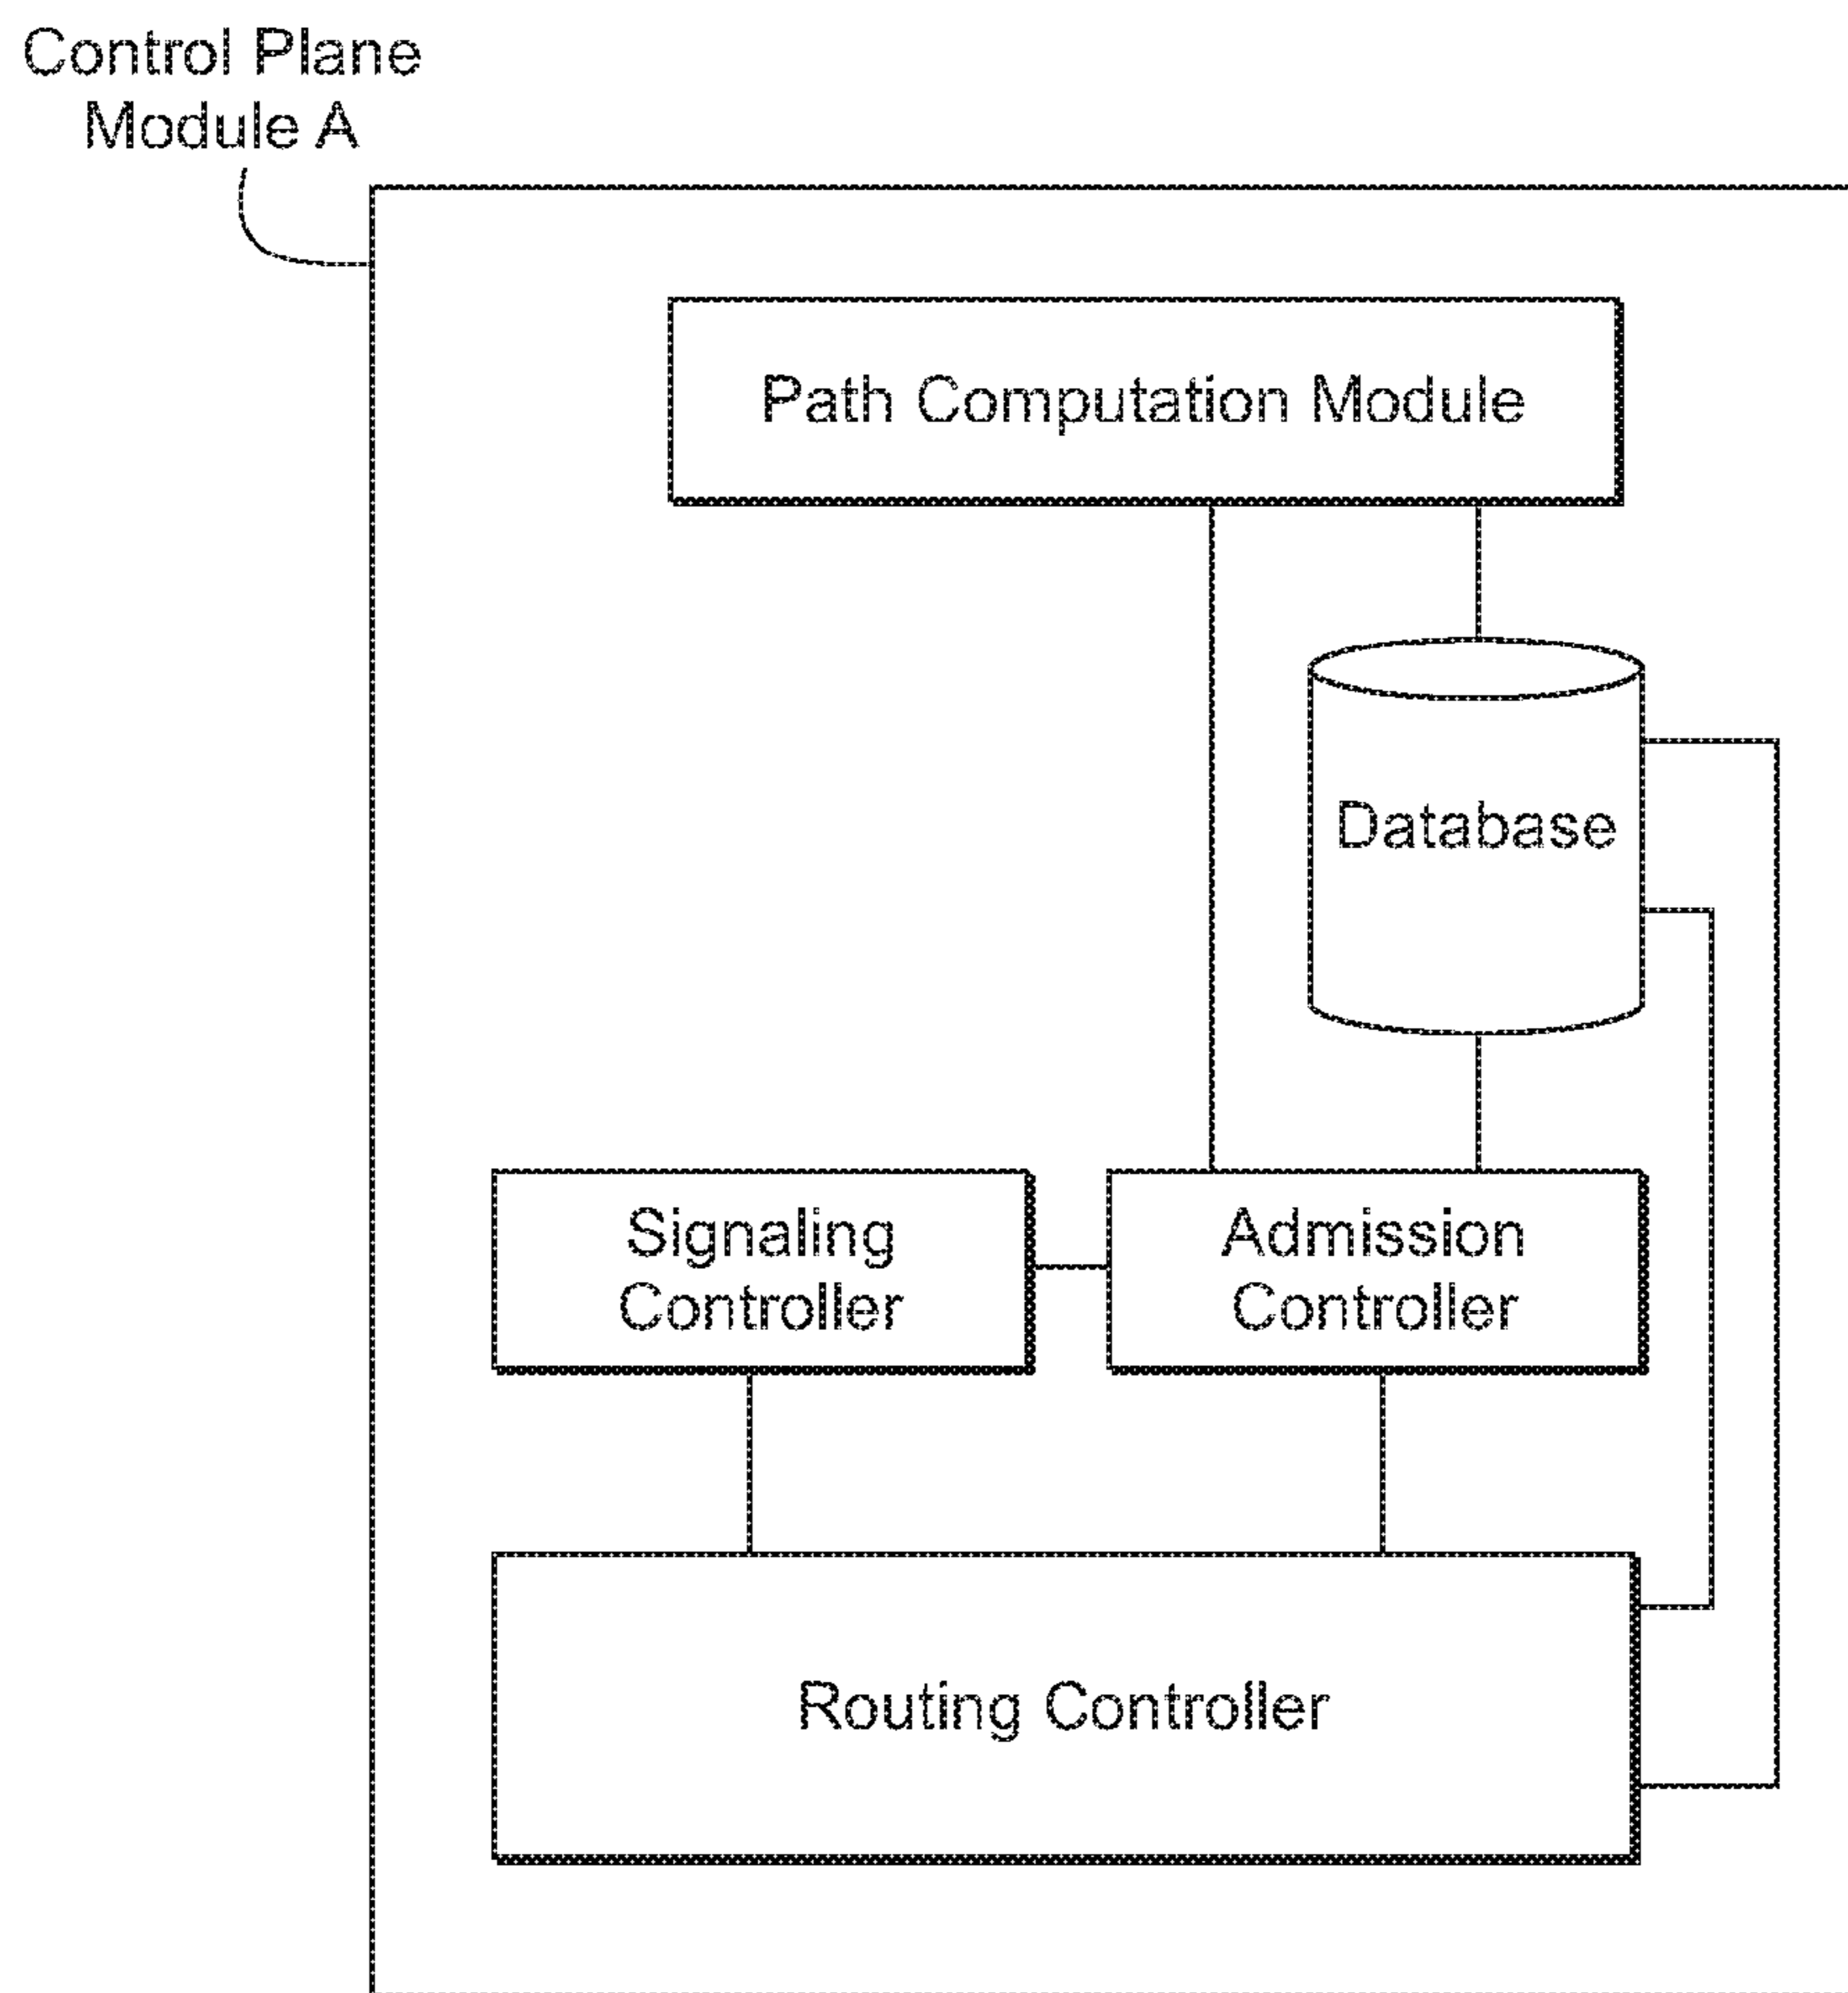 Control Plane
Module A
Path Computation Module
Database
Signaling
Controller
Admission
Controller
Routing Controller